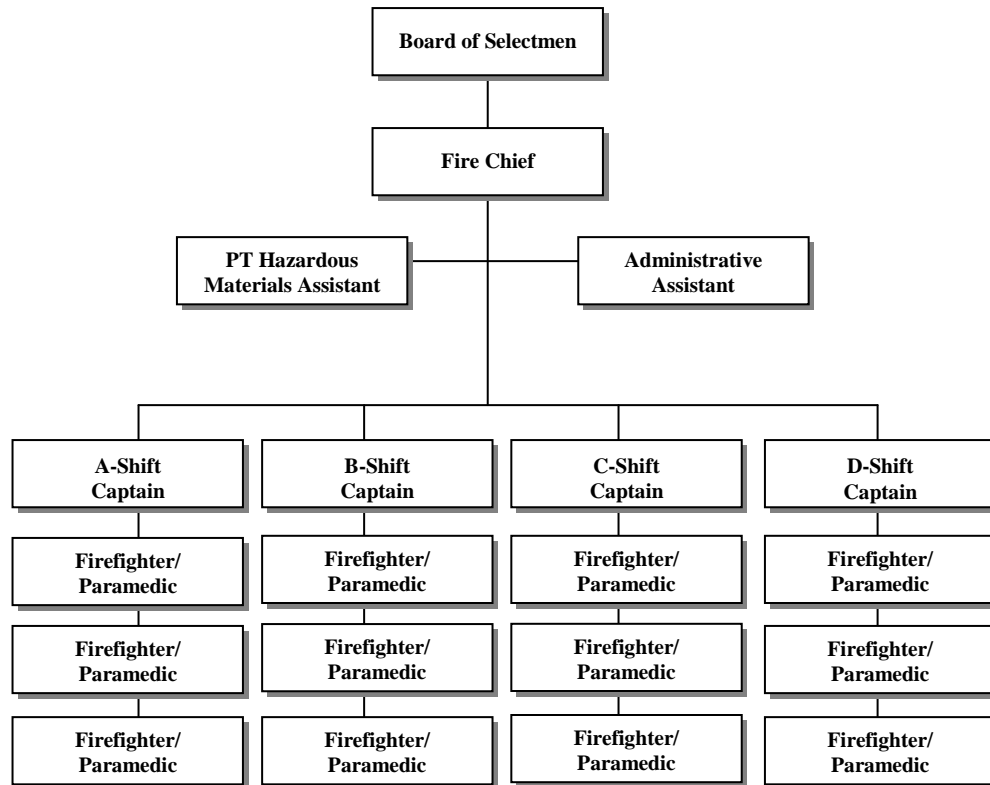 Board of Selectmen
Fire Chief
PT Hazardous
Materials Assistant
Administrative
Assistant
A-Shift
Captain
B-Shift
Captain
C-Shift
Captain
D-Shift
Captain
Firefighter/
Paramedic
Firefighter/
Paramedic
Firefighter/
Paramedic
Firefighter/
Paramedic
Firefighter/
Paramedic
Firefighter/
Paramedic
Firefighter/
Paramedic
Firefighter/
Paramedic
Firefighter/
Paramedic
Firefighter/
Paramedic
Firefighter/
Paramedic
Firefighter/
Paramedic